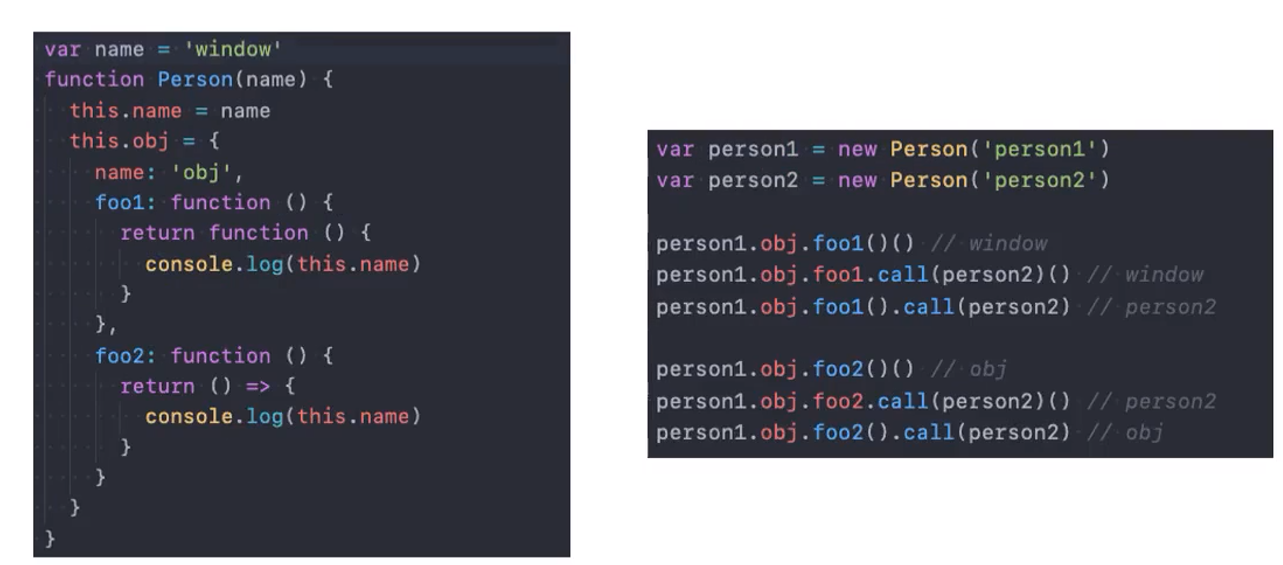 var name = 'window'
function Person(name) {
  this.name = name
  this.obj = {
    name: 'obj',
    foo1: function () {
      return function () {
        console.log(this.name)
      }
    },
    foo2: function () {
      return () => {
        console.log(this.name)
      }
    }
  }
}
var person1 = new Person('person1')
var person2 = new Person('person2')

person1.obj.foo1()() // window
person1.obj.foo1.call(person2)() // window
person1.obj.foo1().call(person2) // person2

person1.obj.foo2()() // obj
person1.obj.foo2.call(person2)() // person2
person1.obj.foo2().call(person2) // obj